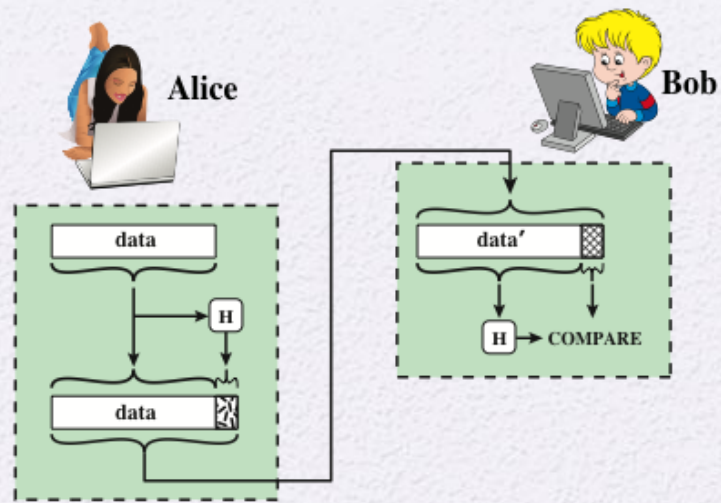 Alice
Bob
data
H
data
data′
H
COMPARE